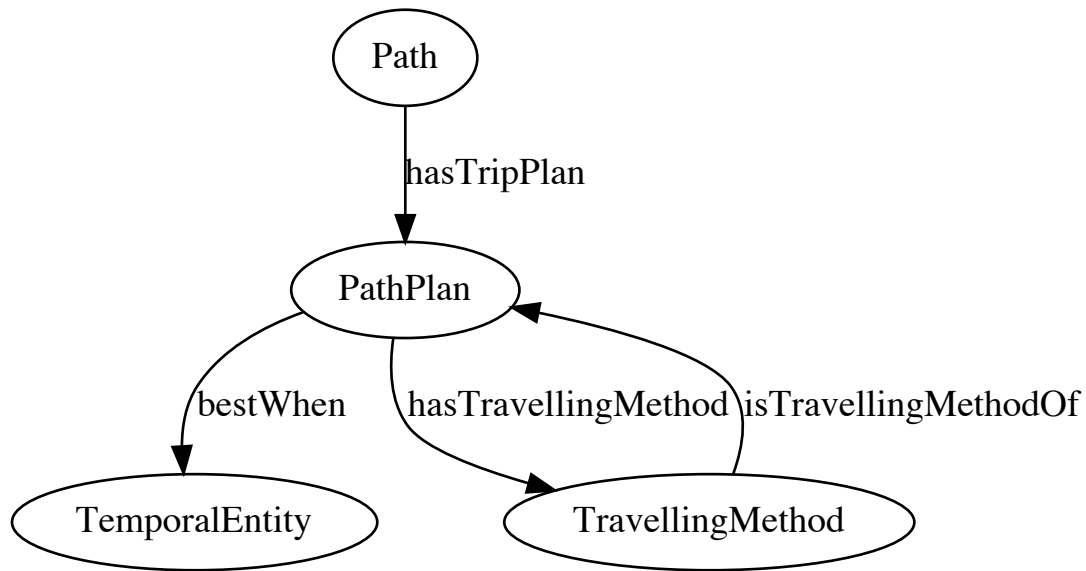 Path
hasTripPlan
PathPlan
bestWhen
hasTravellingMethod
isTravellingMethodOf
TemporalEntity
TravellingMethod